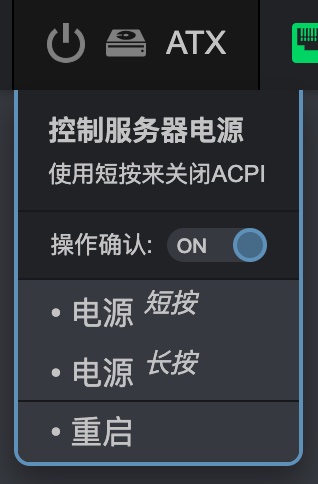 ATX
控制服务器电源
使用短按来关闭ACPI
操作确认: ON
• 电源 短按
• 电源 长按
• 重启